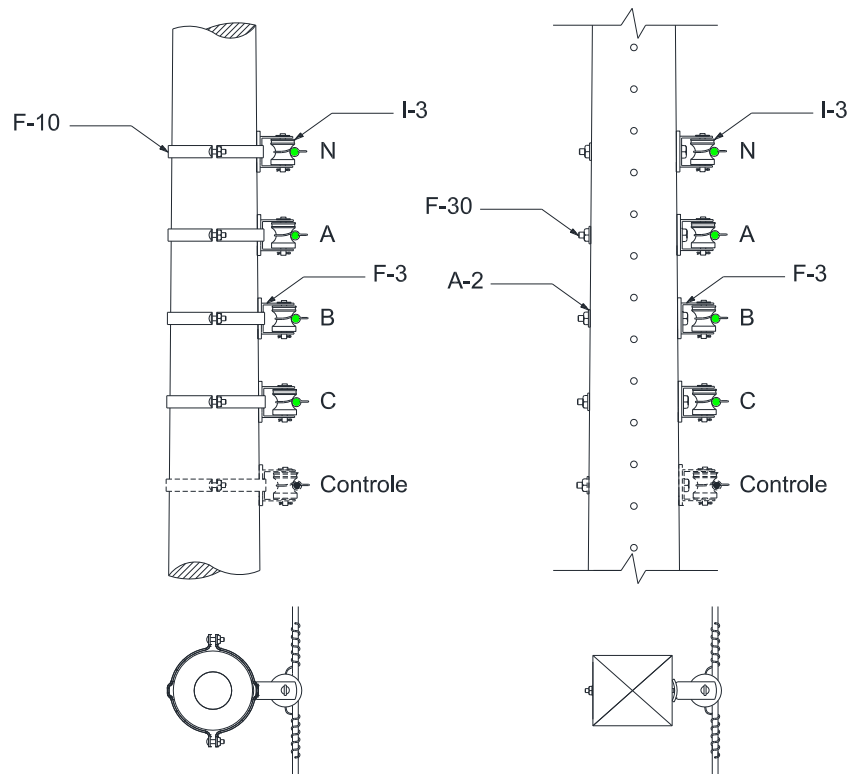 I-3
F-10
N
A
F-3
B
C
Controle
I-3
N
F-30
A
A-2
F-3
B
C
Controle